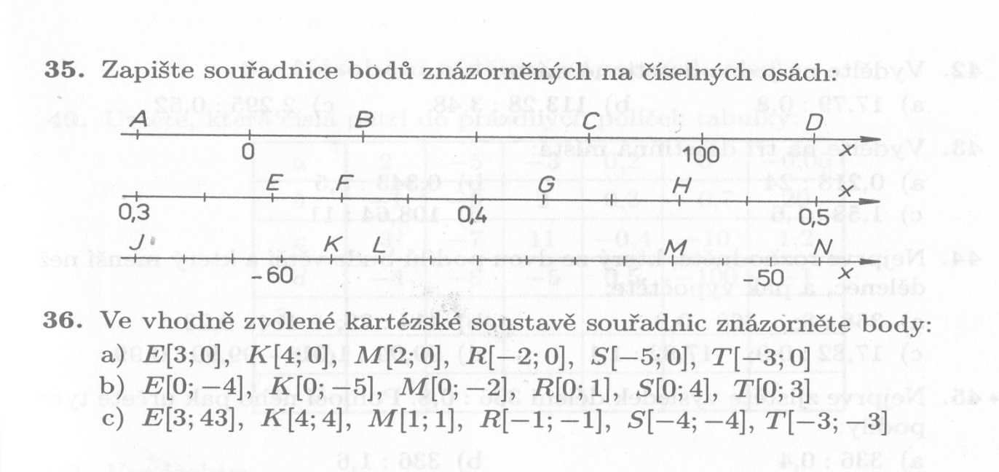 35. Zapište souřadnice bodů znázorněných na číselných osách:
A B C D
0 100 x
E F G H x
0,3 0,4 0,5
J K L M N
-60 -50 x
36. Ve vhodně zvolené kartézské soustavě souřadnic znázorněte body:
a) E[3;0], K[4;0], M[2;0], R[−2;0], S[−5;0], T[−3;0]
b) E[0;−4], K[0;−5], M[0;−2], R[0;1], S[0;4], T[0;3]
c) E[3;43], K[4;4], M[1;1], R[−1;−1], S[−4;−4], T[−3;−3]